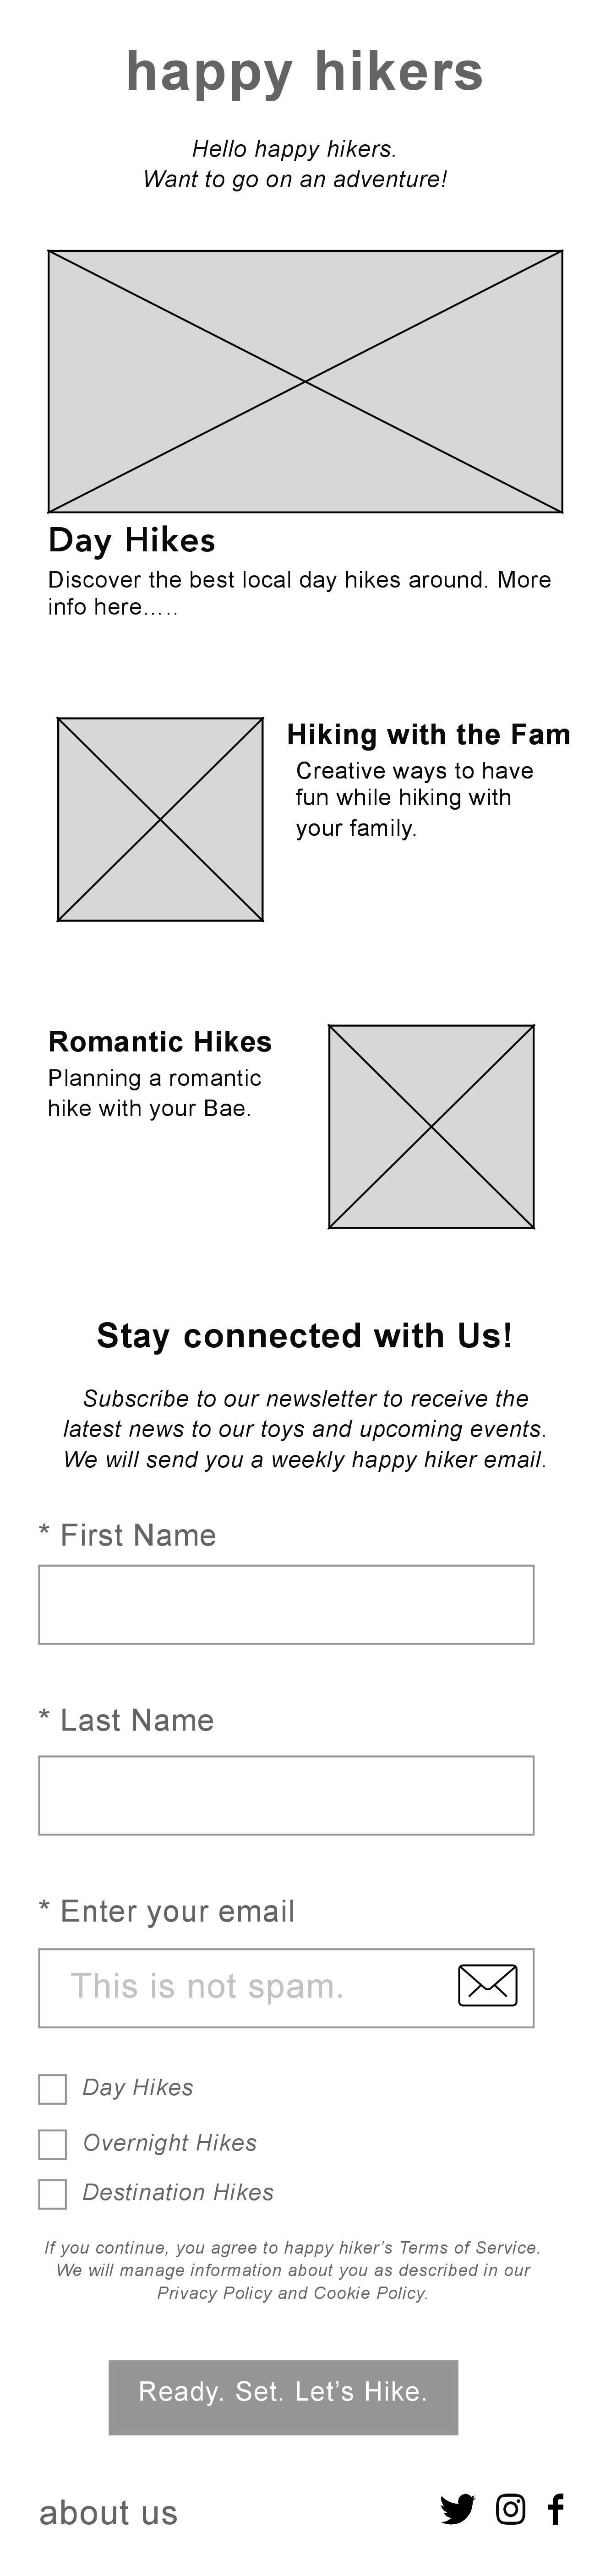 happy hikers
Hello happy hikers.
Want to go on an adventure!
Day Hikes
Discover the best local day hikes around. More
info here.....
Hiking with the Fam
Creative ways to have
fun while hiking with
your family.
Romantic Hikes
Planning a romantic
hike with your Bae.
Stay connected with Us!
Subscribe to our newsletter to receive the
latest news to our toys and upcoming events.
We will send you a weekly happy hiker email.
* First Name
* Last Name
* Enter your email
This is not spam.
Day Hikes
Overnight Hikes
Destination Hikes
If you continue, you agree to happy hiker’s Terms of Service.
We will manage information about you as described in our
Privacy Policy and Cookie Policy.
Ready. Set. Let’s Hike.
about us